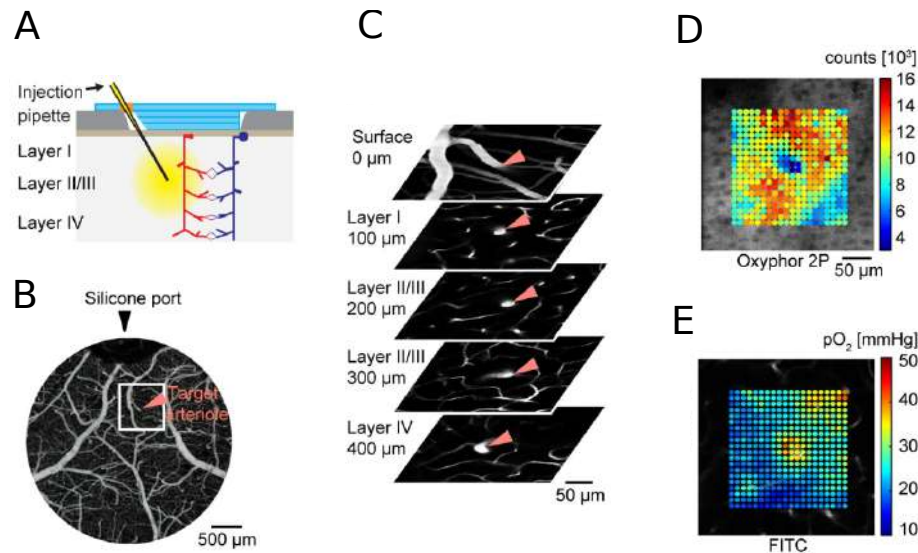 A
Injection
pipette
Layer I
Layer II/III
Layer IV
B
Silicone port
Target
arteriole
500 µm
C
Surface
0 µm
Layer I
100 µm
Layer II/III
200 µm
Layer II/III
300 µm
Layer IV
400 µm
50 µm
D
counts [10³]
16
14
12
10
8
6
4
Oxyphor 2P
50 µm
E
pO₂ [mmHg]
50
40
30
20
10
FITC